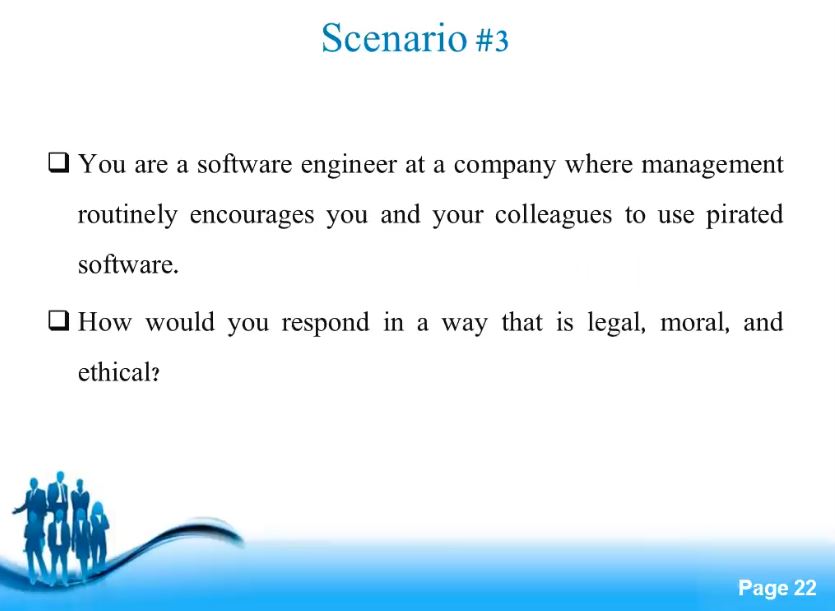 Scenario #3
❑ You are a software engineer at a company where management
routinely encourages you and your colleagues to use pirated
software.
❑ How would you respond in a way that is legal, moral, and
ethical?
Page 22